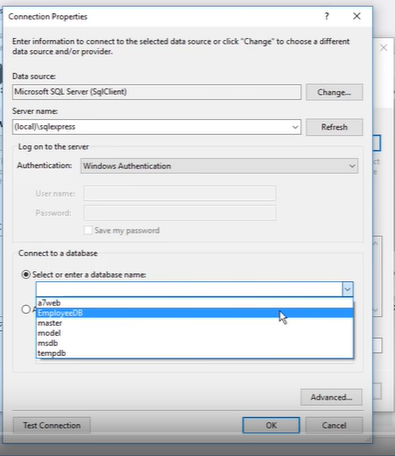 Connection Properties
? ×
Enter information to connect to the selected data source or click "Change" to choose a different
data source and/or provider.
Data source:
Microsoft SQL Server (SqlClient)
Change...
Server name:
(local)\sqlexpress
Refresh
Log on to the server
Authentication:
Windows Authentication
User name:
Password:
Save my password
Connect to a database
Select or enter a database name:
a7web
EmployeeDB
master
model
msdb
tempdb
Advanced...
Test Connection
OK
Cancel